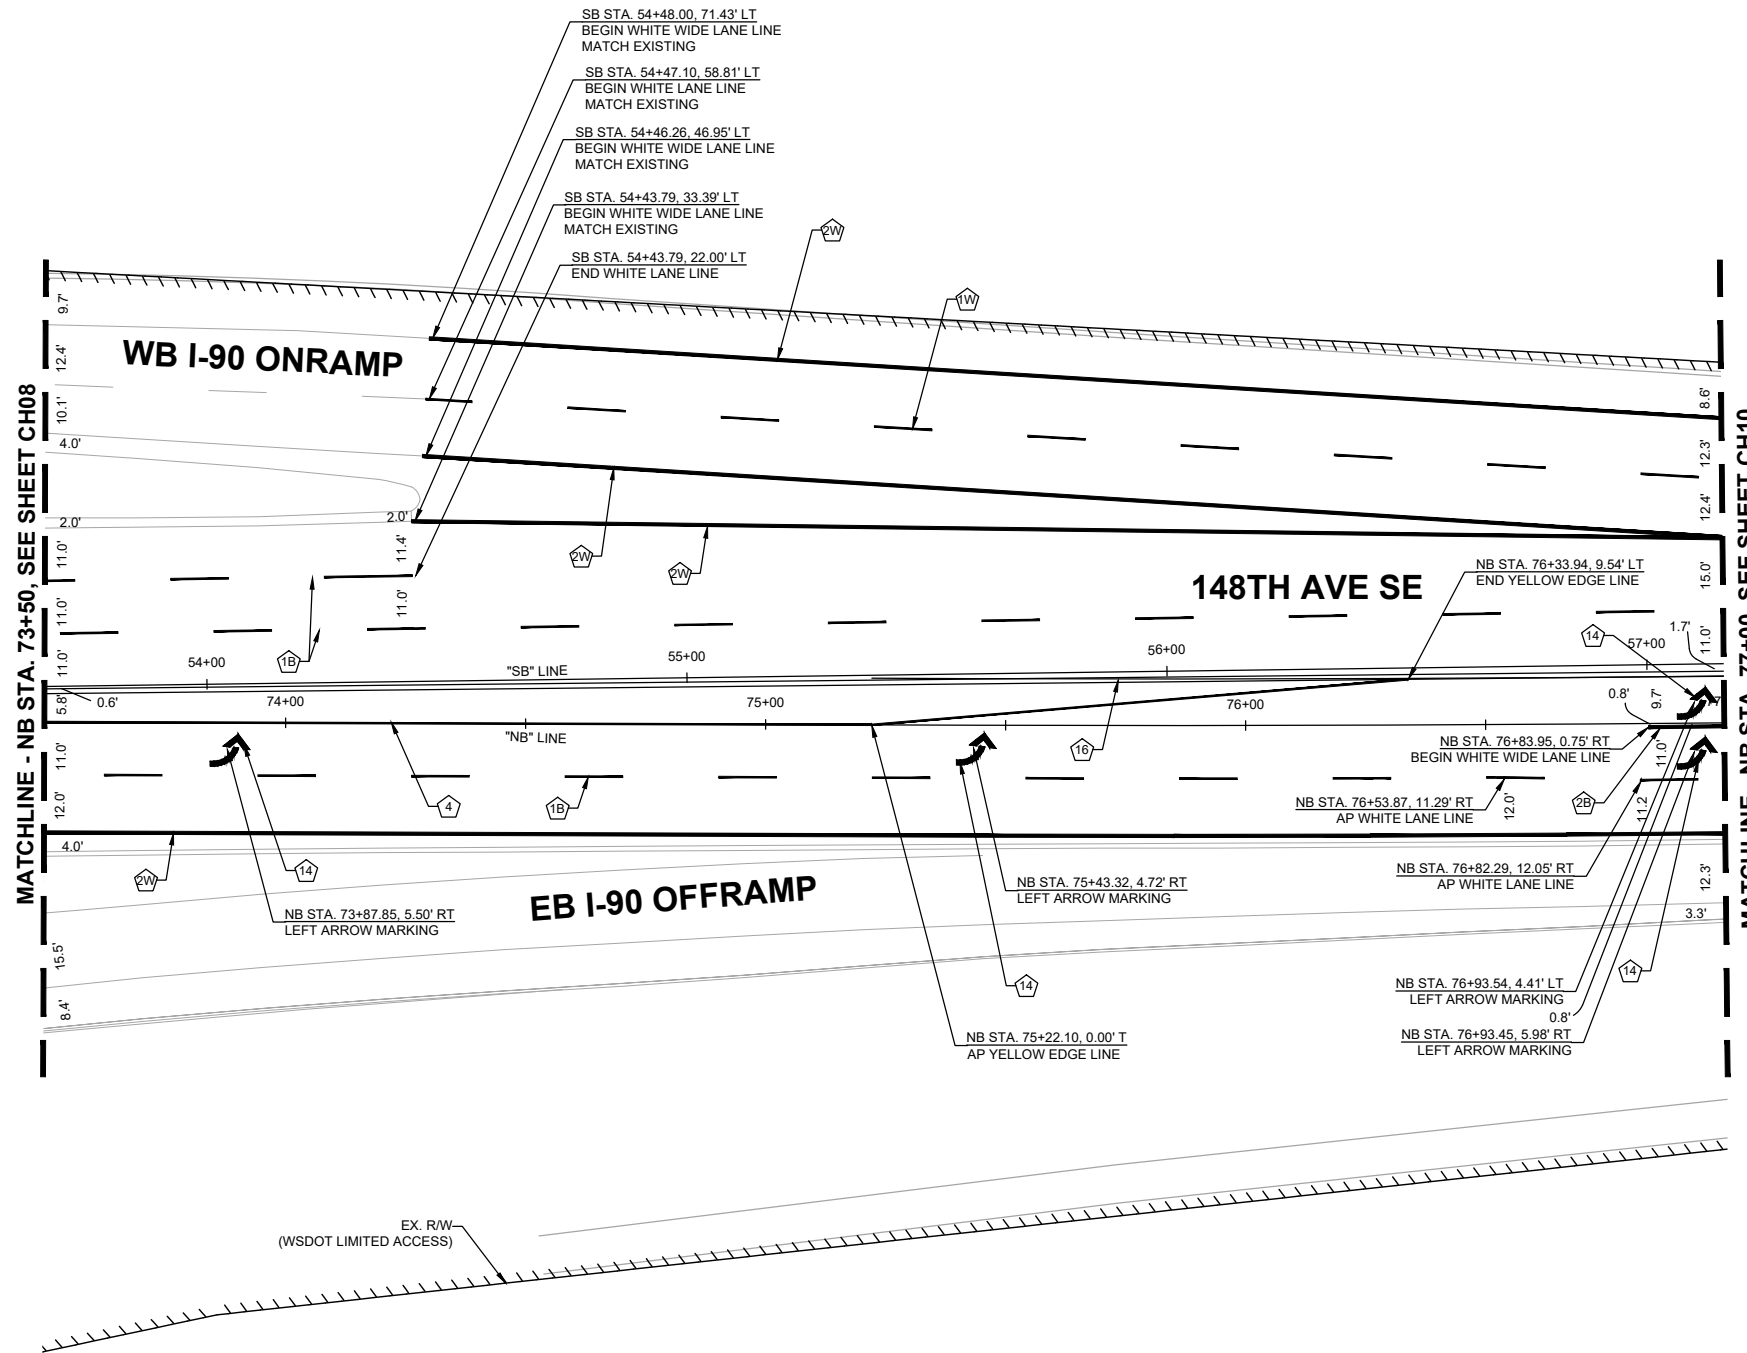 SB STA. 54+48.00, 71.43' LT
BEGIN WHITE WIDE LANE LINE
MATCH EXISTING
SB STA. 54+47.10, 58.81' LT
BEGIN WHITE LANE LINE
MATCH EXISTING
SB STA. 54+46.26, 46.95' LT
BEGIN WHITE WIDE LANE LINE
MATCH EXISTING
SB STA. 54+43.79, 33.39' LT
BEGIN WHITE WIDE LANE LINE
MATCH EXISTING
SB STA. 54+43.79, 22.00' LT
END WHITE LANE LINE
2W
1W
9.7'
12.4'
10.1'
4.0'
2.0'
11.0'
11.0'
11.0'
5.8'
0.6'
11.0'
12.0'
4.0'
15.5'
8.4'
WB I-90 ONRAMP
MATCHLINE - NB STA. 73+50, SEE SHEET CH08
2.0'
11.4'
11.0'
2W
2W
1B
148TH AVE SE
NB STA. 76+33.94, 9.54' LT
END YELLOW EDGE LINE
14
8.6'
12.3'
12.4'
15.0'
11.0'
1.7'
54+00
55+00
56+00
57+00
"SB" LINE
74+00
75+00
76+00
77
"NB" LINE
0.8'
9.7'
16
NB STA. 76+83.95, 0.75' RT
BEGIN WHITE WIDE LANE LINE
11.0'
4
1B
NB STA. 76+53.87, 11.29' RT
AP WHITE LANE LINE
12.0'
2B
11.2
2W
14
EB I-90 OFFRAMP
NB STA. 73+87.85, 5.50' RT
LEFT ARROW MARKING
NB STA. 75+43.32, 4.72' RT
LEFT ARROW MARKING
NB STA. 76+82.29, 12.05' RT
AP WHITE LANE LINE
12.3'
3.3'
14
14
NB STA. 76+93.54, 4.41' LT
LEFT ARROW MARKING
0.8'
NB STA. 76+93.45, 5.98' RT
LEFT ARROW MARKING
NB STA. 75+22.10, 0.00' T
AP YELLOW EDGE LINE
MATCHLINE - NB STA. 77+00, SEE SHEET CH10
EX. R/W
(WSDOT LIMITED ACCESS)